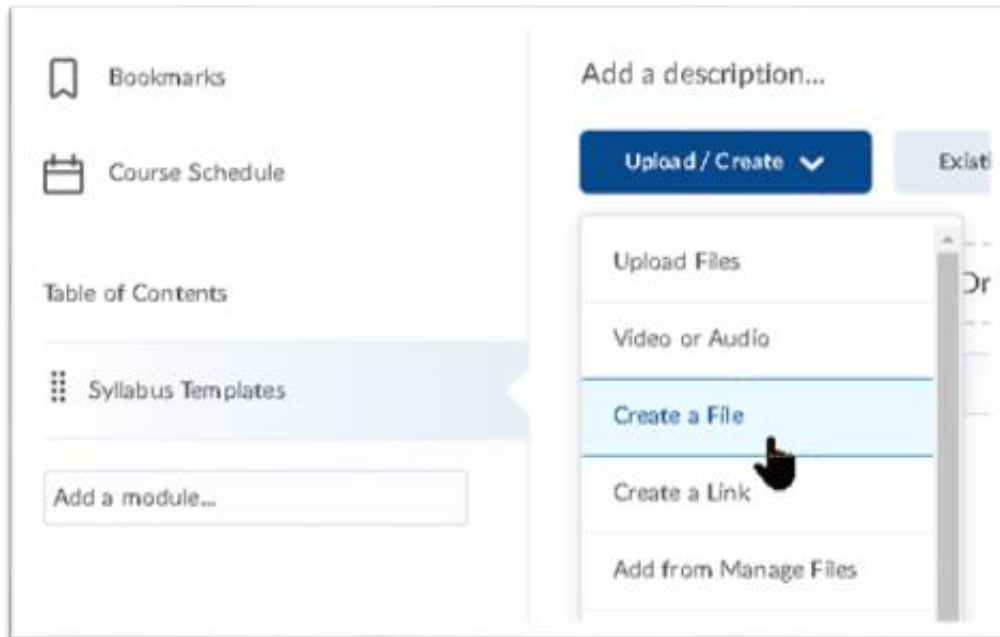 Bookmarks
Course Schedule
Table of Contents
Syllabus Templates
Add a module...
Add a description...
Upload / Create
Upload Files
Video or Audio
Create a File
Create a Link
Add from Manage Files